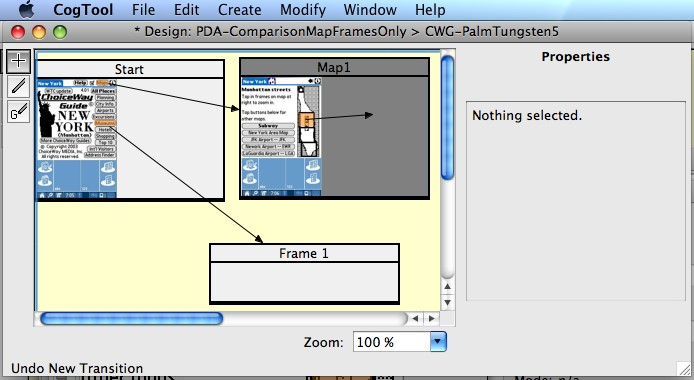 CogTool File Edit Create Modify Window Help
* Design: PDA-ComparisonMapFramesOnly > CWG-PalmTungsten5
Properties
Nothing selected.
Start
New York Help
WTC update 4.01 All Places
ChoiceWay
Guide
NEW
YORK
(Manhattan)
More ChoiceWay Guides
© Copyright 2003
ChoiceWay MEDIA, Inc
All rights reserved.
Planning
City Info.
Airports
Excursions
Museums
Hotels
Shopping
Top 10
Int'l Visitors
Address Finder
Map1
New York
Manhattan streets
Tap in frames on map at
right to zoom in.
Tap buttons below for
other maps.
Subway
New York Area Map
JFK Airport -- JFK
Newark Airport -- EWR
LaGuardia Airport -- LGA
Frame 1
Zoom: 100 %
Undo New Transition